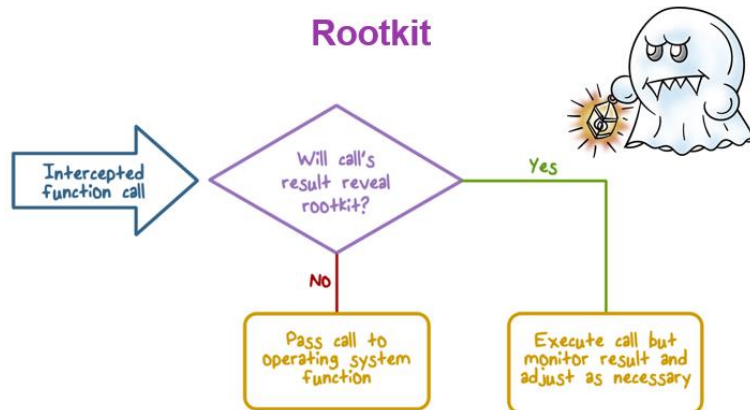 Rootkit
Intercepted
function call
Will call's
result reveal
rootkit?
Yes
No
Pass call to
operating system
function
Execute call but
monitor result and
adjust as necessary